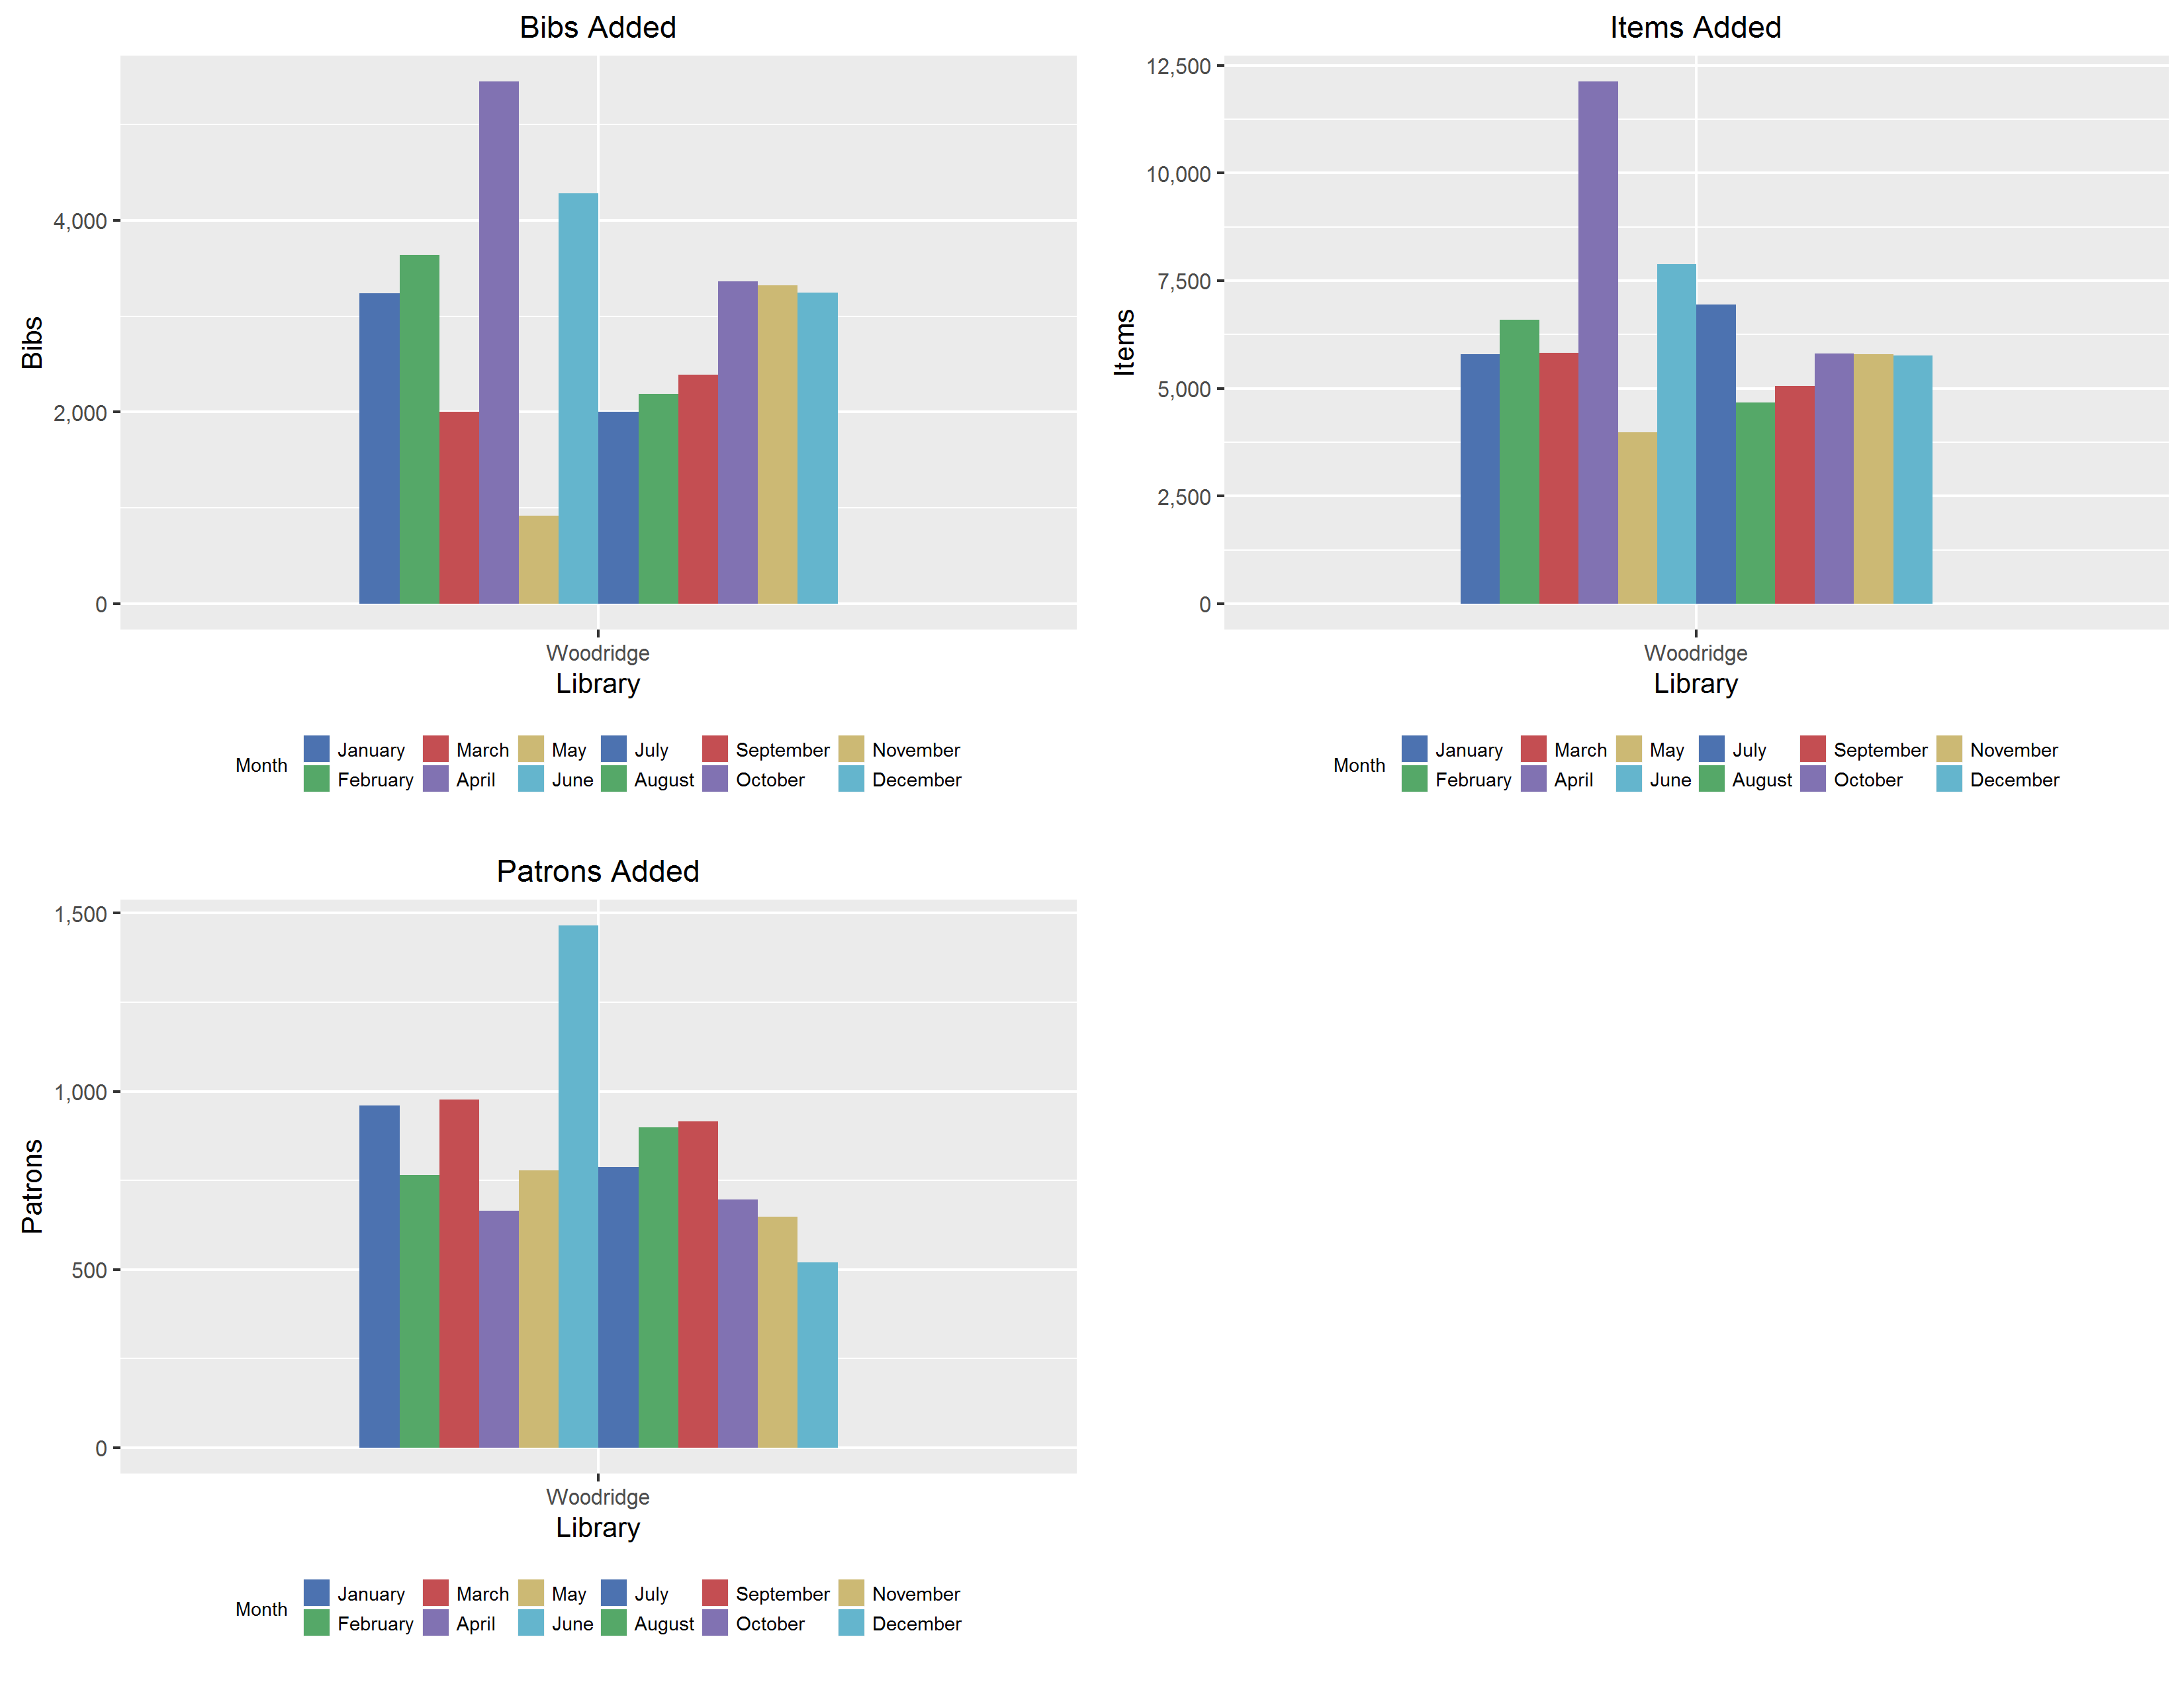 Bibs Added
Bibs
4,000
2,000
0
Woodridge
Library
Month
January March May July September November
February April June August October December
Items Added
Items
12,500
10,000
7,500
5,000
2,500
0
Woodridge
Library
Month
January March May July September November
February April June August October December
Patrons Added
Patrons
1,500
1,000
500
0
Woodridge
Library
Month
January March May July September November
February April June August October December